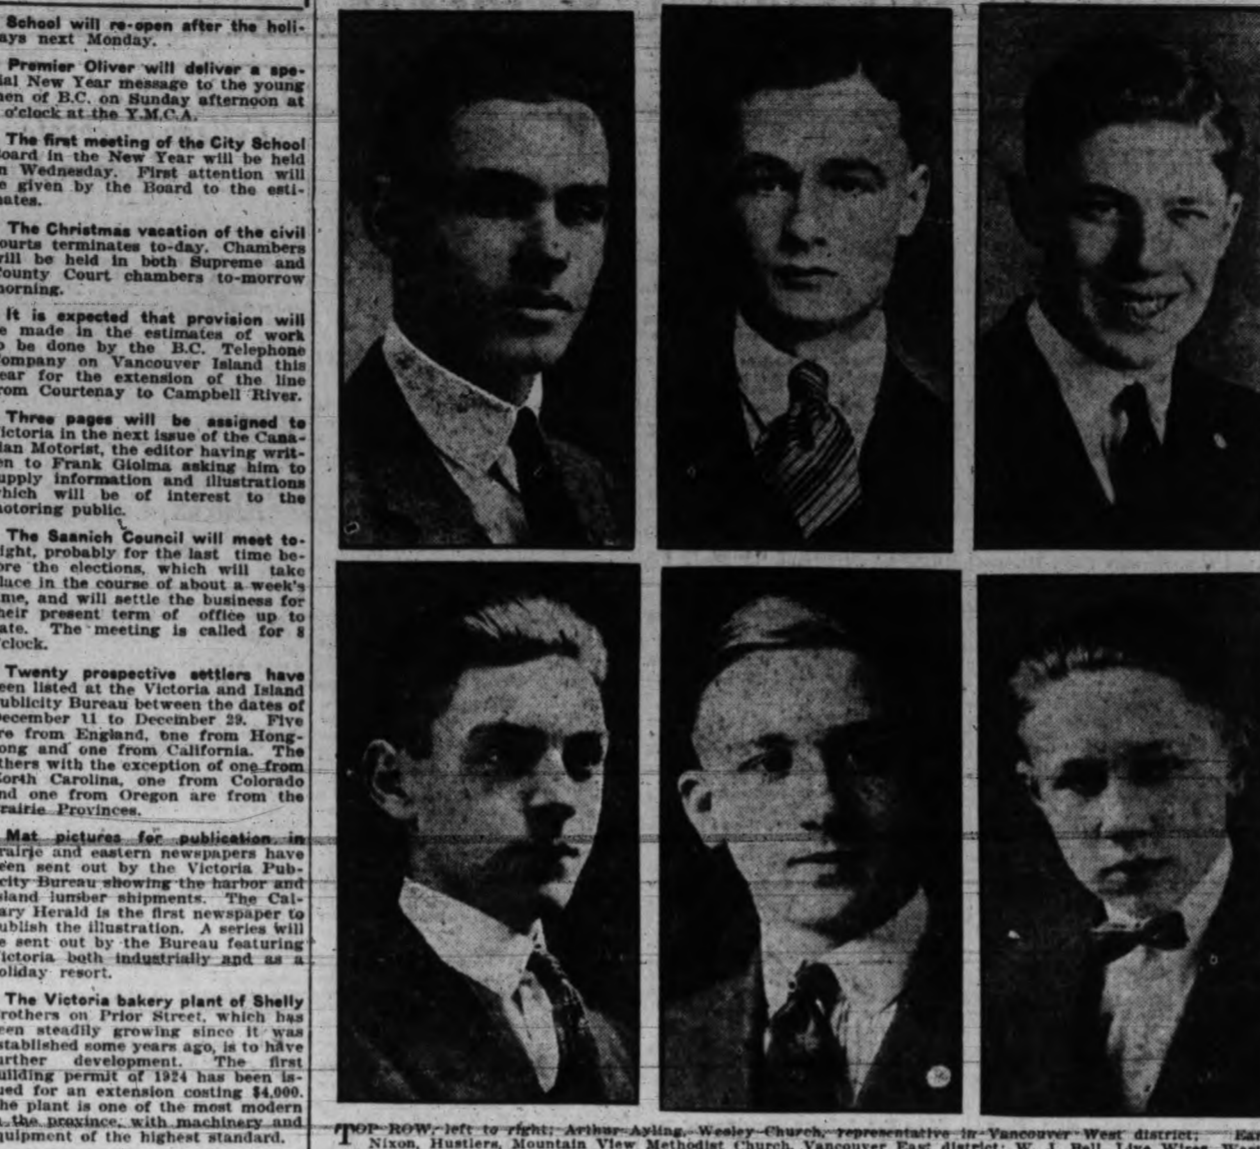 School will re-open after the holi-
ays next Monday.
Premier Oliver will deliver a spe-
ial New Year message to the young
en of B.C. on Sunday afternoon at
o'clock at the Y.M.C.A.
The first meeting of the City School
oard in the New Year will be held
n Wednesday. First attention will
e given by the Board to the esti-
ates.
The Christmas vacation of the civil
ourts terminates to-day. Chambers
ill be held in both Supreme and
ounty Court chambers to-morrow
orning.
It is expected that provision will
e made in the estimates of work
o be done by the B.C. Telephone
ompany on Vancouver Island this
ear for the extension of the line
rom Courtenay to Campbell River.
Three pages will be assigned to
ictoria in the next issue of the Cana-
ian Motorist, the editor having writ-
en to Frank Giolma asking him to
upply information and illustrations
hich will be of interest to the
otoring public.
The Saanich Council will meet to-
ight, probably for the last time be-
ore the elections, which will take
lace in the course of about a week's
ime, and will settle the business for
heir present term of office up to
ate. The meeting is called for 8
'clock.
Twenty prospective settlers have
een listed at the Victoria and Island
ublicity Bureau between the dates of
ecember 11 to December 29. Five
re from England, one from Hong-
ong and one from California. The
thers with the exception of one from
orth Carolina, one from Colorado
nd one from Oregon are from the
rairie Provinces.
Mat pictures for publication in
rairie and eastern newspapers have
een sent out by the Victoria Pub-
icity Bureau showing the harbor and
sland lumber shipments. The Cal-
ary Herald is the first newspaper to
ublish the illustration. A series will
e sent out by the Bureau featuring
ictoria both industrially and as a
oliday resort.
The Victoria bakery plant of Shelly
rothers on Prior Street, which has
een steadily growing since it was
stablished some years ago, is to have
urther development. The first
uilding permit of 1924 has been is-
ued for an extension costing $4,000.
he plant is one of the most modern
n the province, with machinery and
quipment of the highest standard.
TOP ROW, left to right; Arthur Ayling, Wesley Church, representative in Vancouver West district;
Nixon, Hustlers, Mountain View Methodist Church, Vancouver East district; W. J. Bell, Live Wires,